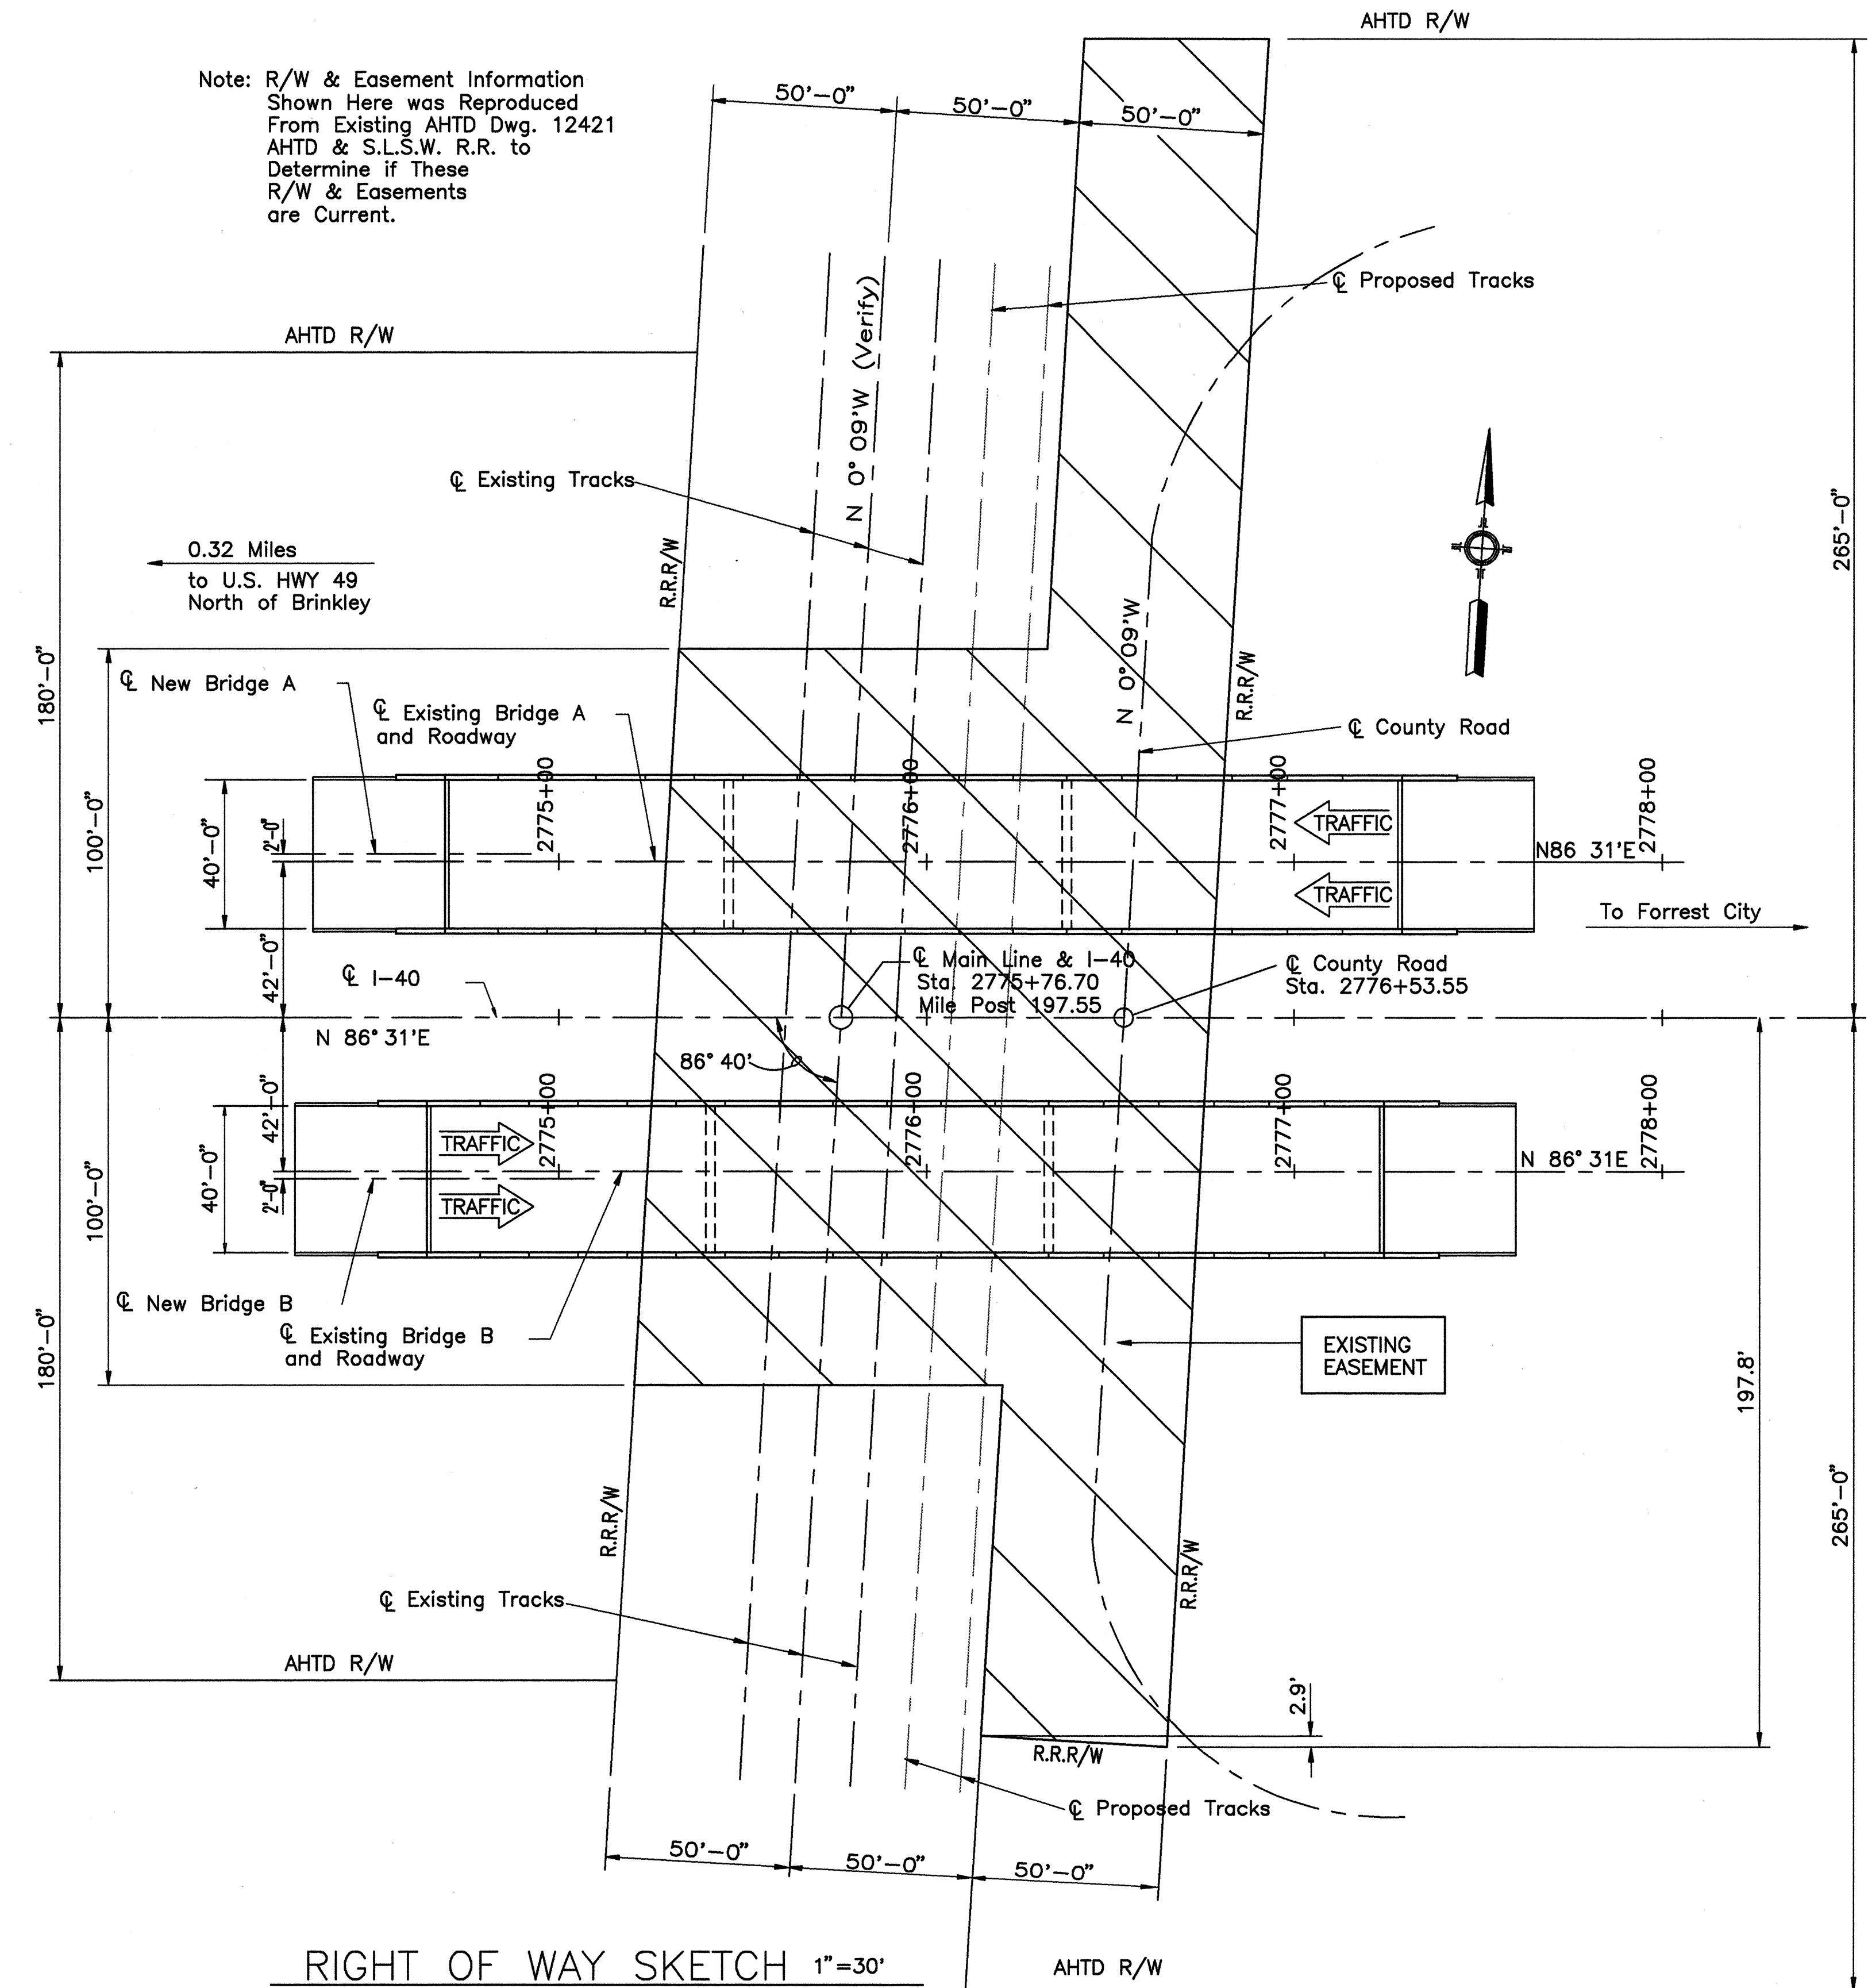 AHTD R/W
Note: R/W & Easement Information
Shown Here was Reproduced
From Existing AHTD Dwg. 12421
AHTD & S.L.S.W. R.R. to
Determine if These
R/W & Easements
are Current.
50'-0"
50'-0"
50'-0"
℄ Proposed Tracks
AHTD R/W
N 0° 09'W (Verify)
℄ Existing Tracks
265'-0"
0.32 Miles
to U.S. HWY 49
North of Brinkley
R.R.R/W
N 0° 09'W
R.R.R/W
180'-0"
℄ New Bridge A
℄ Existing Bridge A
and Roadway
℄ County Road
2775+00
2776+00
2777+00
2778+00
100'-0"
40'-0"
2'-0"
TRAFFIC
TRAFFIC
N86 31'E
To Forrest City
42'-0"
℄ I-40
℄ Main Line & I-40
Sta. 2775+76.70
Mile Post 197.55
℄ County Road
Sta. 2776+53.55
N 86° 31'E
86° 40'
42'-0"
2775+00
2776+00
2777+00
2778+00
100'-0"
40'-0"
2'-0"
TRAFFIC
TRAFFIC
N 86° 31E
℄ New Bridge B
℄ Existing Bridge B
and Roadway
EXISTING
EASEMENT
180'-0"
197.8'
265'-0"
R.R.R/W
R.R.R/W
℄ Existing Tracks
AHTD R/W
2.9'
R.R.R/W
℄ Proposed Tracks
50'-0"
50'-0"
50'-0"
RIGHT OF WAY SKETCH 1"=30'
AHTD R/W